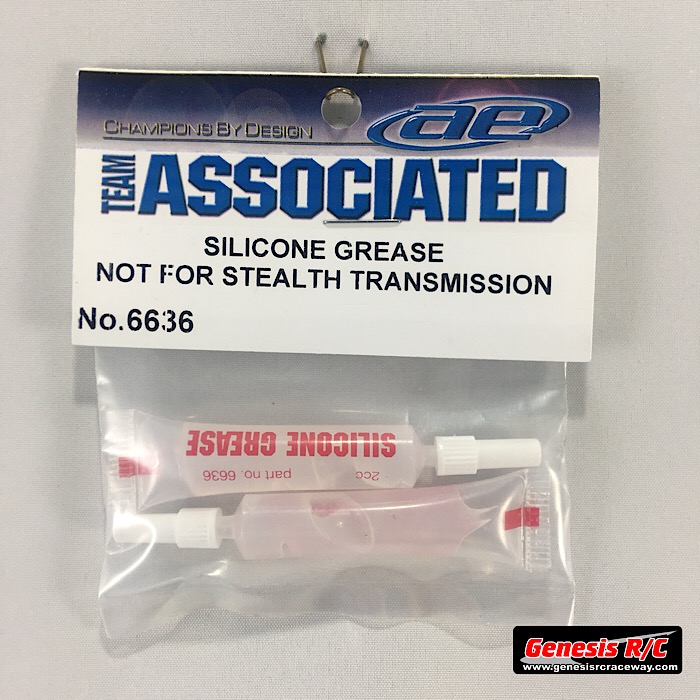 CHAMPIONS BY DESIGN
ae
TEAM ASSOCIATED
SILICONE GREASE
NOT FOR STEALTH TRANSMISSION
No.6636
SILICONE GREASE
2cc part no. 6636
Genesis R/C
www.genesisrcraceway.com